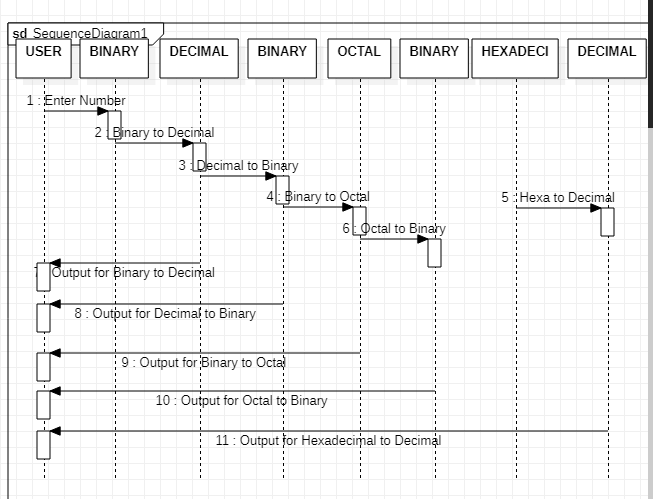 sd SequenceDiagram1
USER BINARY DECIMAL BINARY OCTAL BINARY HEXADECI DECIMAL
1 : Enter Number
2 : Binary to Decimal
3 : Decimal to Binary
4 : Binary to Octal
5 : Hexa to Decimal
6 : Octal to Binary
7 : Output for Binary to Decimal
8 : Output for Decimal to Binary
9 : Output for Binary to Octal
10 : Output for Octal to Binary
11 : Output for Hexadecimal to Decimal